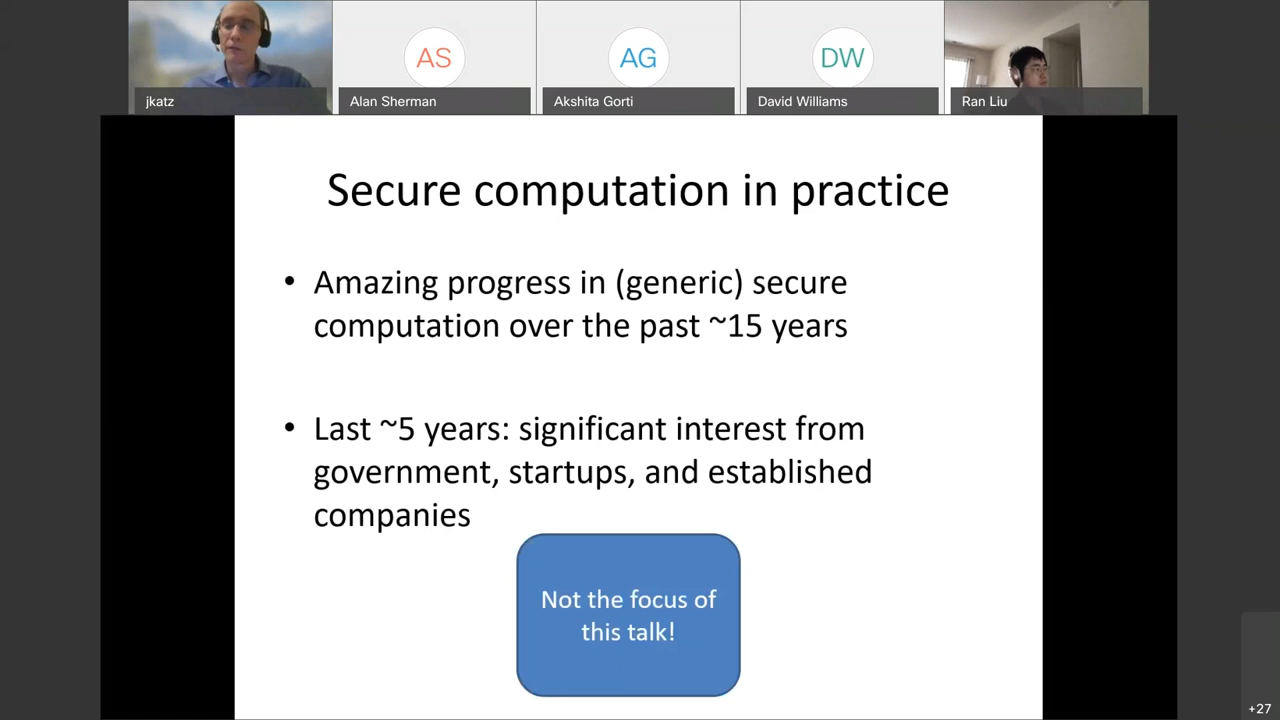 AS
AG
DW
jkatz
Alan Sherman
Akshita Gorti
David Williams
Ran Liu
Secure computation in practice
• Amazing progress in (generic) secure
computation over the past ~15 years
• Last ~5 years: significant interest from
government, startups, and established
companies
Not the focus of
this talk!
+27